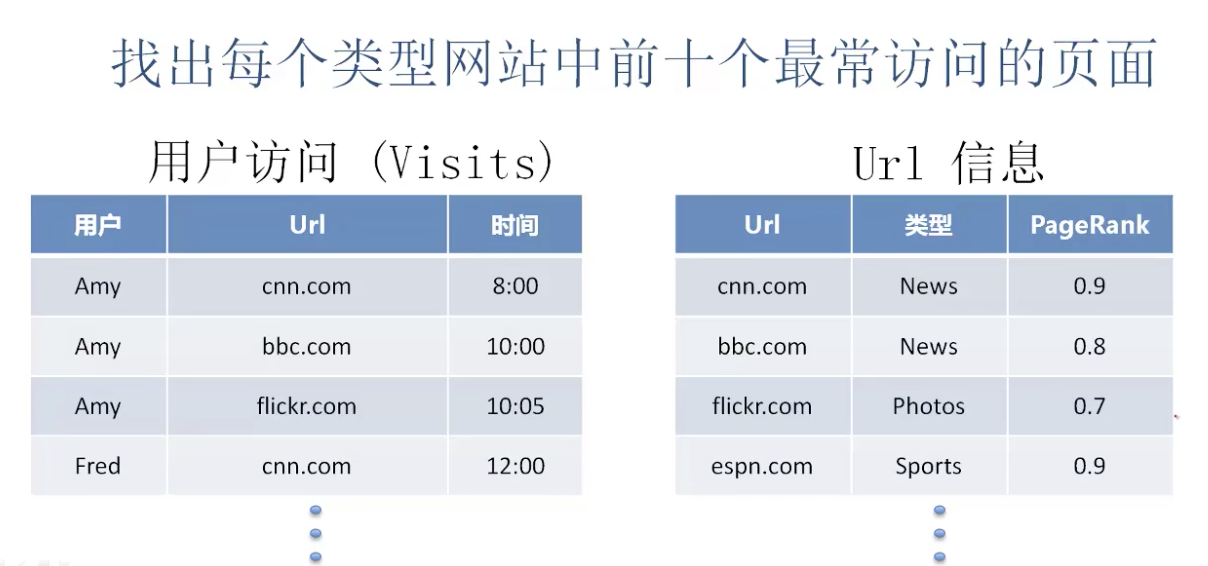 找出每个类型网站中前十个最常访问的页面
用户访问 (Visits)
用户 Url 时间
Amy cnn.com 8:00
Amy bbc.com 10:00
Amy flickr.com 10:05
Fred cnn.com 12:00
Url 信息
Url 类型 PageRank
cnn.com News 0.9
bbc.com News 0.8
flickr.com Photos 0.7
espn.com Sports 0.9